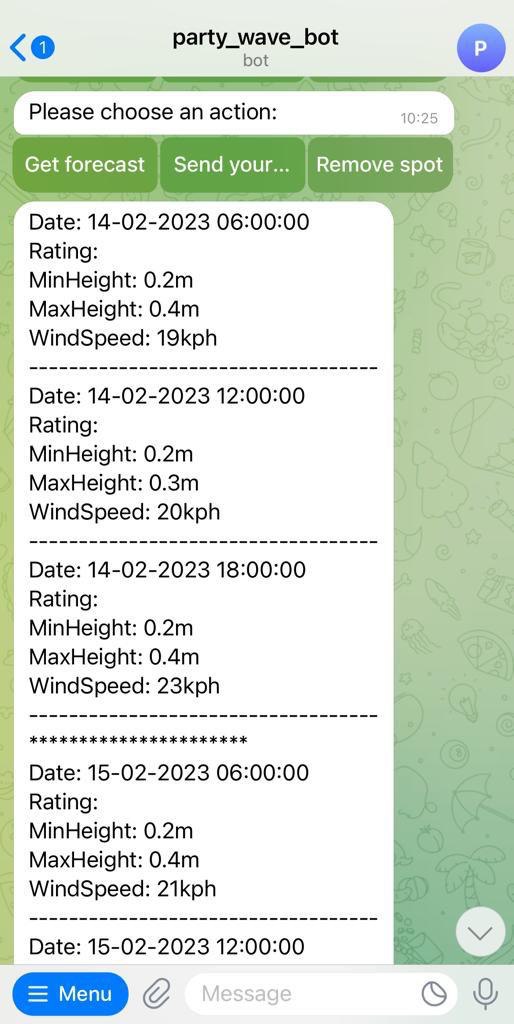 1
party_wave_bot
bot
P
Please choose an action:
10:25
Get forecast
Send your...
Remove spot
Date: 14-02-2023 06:00:00
Rating:
MinHeight: 0.2m
MaxHeight: 0.4m
WindSpeed: 19kph
-----------------------------------
Date: 14-02-2023 12:00:00
Rating:
MinHeight: 0.2m
MaxHeight: 0.3m
WindSpeed: 20kph
-----------------------------------
Date: 14-02-2023 18:00:00
Rating:
MinHeight: 0.2m
MaxHeight: 0.4m
WindSpeed: 23kph
-----------------------------------
**********************
Date: 15-02-2023 06:00:00
Rating:
MinHeight: 0.2m
MaxHeight: 0.4m
WindSpeed: 21kph
-----------------------------------
Date: 15-02-2023 12:00:00
Menu
Message